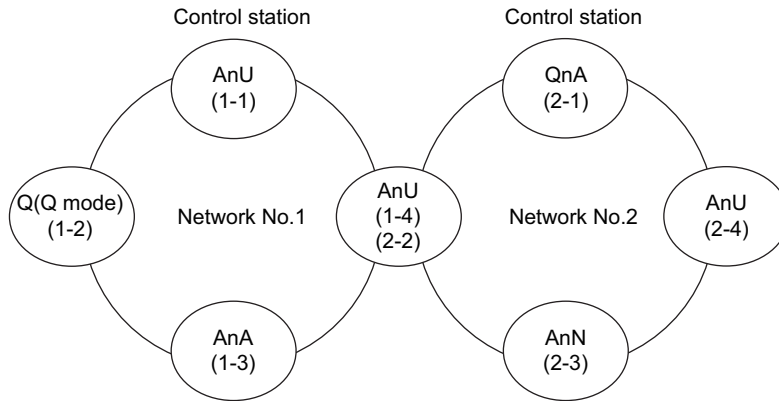 Control station
Control station
AnU
(1-1)
QnA
(2-1)
Q(Q mode)
(1-2)
Network No.1
AnU
(1-4)
(2-2)
Network No.2
AnU
(2-4)
AnA
(1-3)
AnN
(2-3)